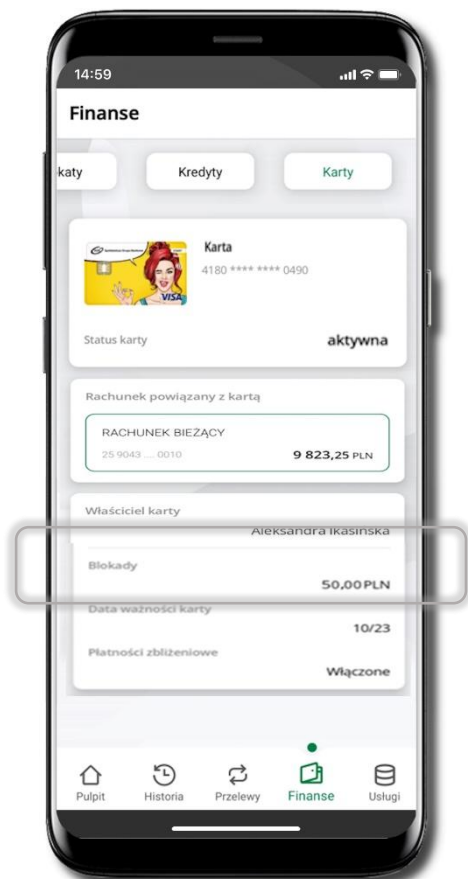 14:59
Finanse
katy
Kredyty
Karty
Karta
4180 **** **** 0490
VISA
Status karty
aktywna
Rachunek powiązany z kartą
RACHUNEK BIEŻĄCY
25 9043 .... 0010
9 823,25 PLN
Właściciel karty
Aleksandra Ikasińska
Blokady
50,00 PLN
Data ważności karty
10/23
Płatności zbliżeniowe
Włączone
Pulpit
Historia
Przelewy
Finanse
Usługi